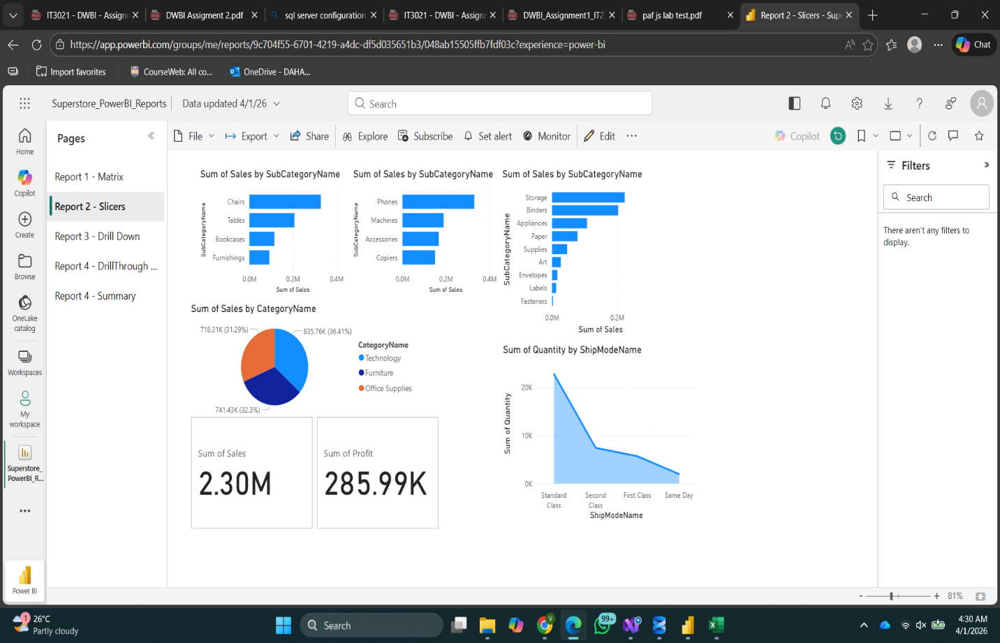 IT3021 - DWBI - Assignn
DWBI Assigment 2.pdf
sql server configuration
IT3021 - DWBI - Assignn
DWBI_Assignment1_IT2
paf js lab test.pdf
Report 2 - Slicers - Supe
https://app.powerbi.com/groups/me/reports/9c704f55-6701-4219-a4dc-df5d035651b3/048ab15505ffb7fdf03c?experience=power-bi
Chat
Import favorites
CourseWeb: All co...
OneDrive - DAHA...
Superstore_PowerBI_Reports
Data updated 4/1/26
Search
Home
Copilot
Create
Browse
OneLake
catalog
Workspaces
My
workspace
Superstore_
PowerBI_R...
Power BI
Pages
Report 1 - Matrix
Report 2 - Slicers
Report 3 - Drill Down
Report 4 - DrillThrough ...
Report 4 - Summary
File
Export
Share
Explore
Subscribe
Set alert
Monitor
Edit
Copilot
Sum of Sales by SubCategoryName
SubCategoryName
Chairs
Tables
Bookcases
Furnishings
0.0M 0.2M 0.4M
Sum of Sales
Sum of Sales by SubCategoryName
SubCategoryName
Phones
Machines
Accessories
Copiers
0.0M 0.2M 0.4M
Sum of Sales
Sum of Sales by SubCategoryName
SubCategoryName
Storage
Binders
Appliances
Paper
Supplies
Art
Envelopes
Labels
Fasteners
0.0M 0.2M
Sum of Sales
Sum of Sales by CategoryName
718.31K (31.29%)
835.76K (36.41%)
741.43K (32.3%)
CategoryName
Technology
Furniture
Office Supplies
Sum of Sales
2.30M
Sum of Profit
285.99K
Sum of Quantity by ShipModeName
Sum of Quantity
20K
10K
0K
Standard
Class
Second
Class
First Class
Same Day
ShipModeName
Filters
Search
There aren't any filters to
display.
- + 81%
1
26°C
Partly cloudy
Search
V
99+
4:30 AM
4/1/2026